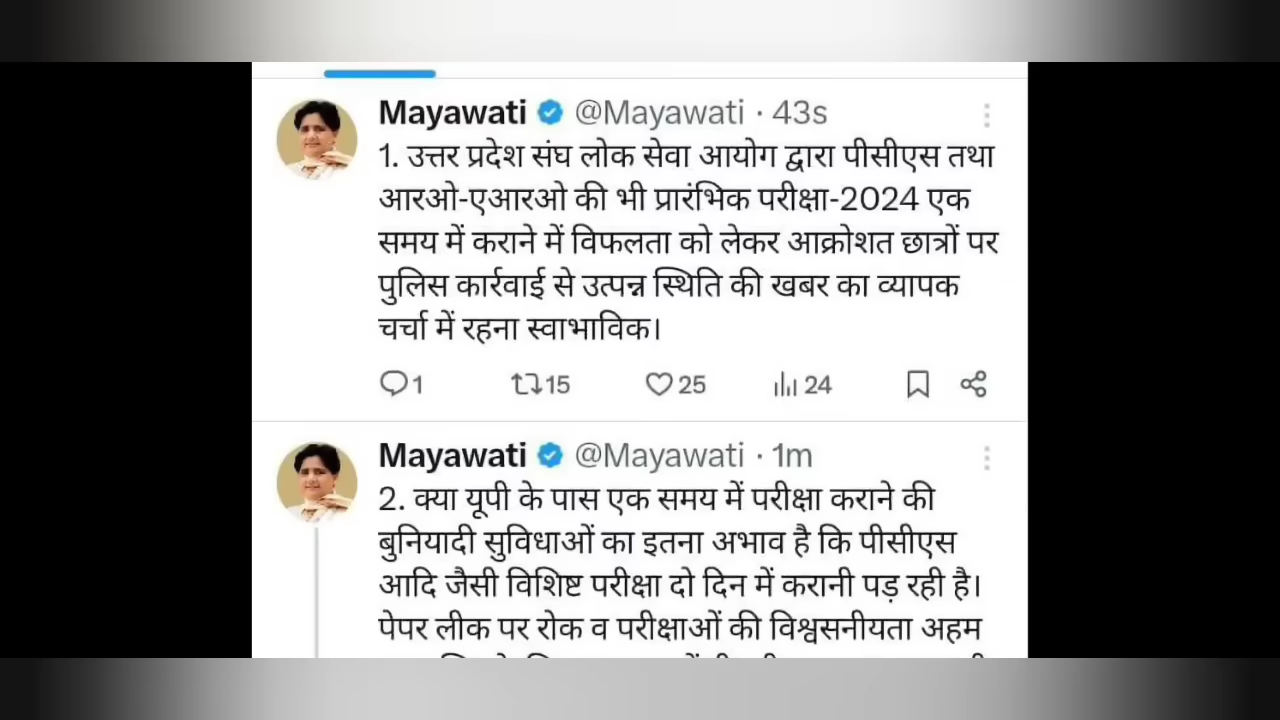 Mayawati @Mayawati · 43s
1. उत्तर प्रदेश संघ लोक सेवा आयोग द्वारा पीसीएस तथा
आरओ-एआरओ की भी प्रारंभिक परीक्षा-2024 एक
समय में कराने में विफलता को लेकर आक्रोशत छात्रों पर
पुलिस कार्रवाई से उत्पन्न स्थिति की खबर का व्यापक
चर्चा में रहना स्वाभाविक।
1 15 25 24
Mayawati @Mayawati · 1m
2. क्या यूपी के पास एक समय में परीक्षा कराने की
बुनियादी सुविधाओं का इतना अभाव है कि पीसीएस
आदि जैसी विशिष्ट परीक्षा दो दिन में करानी पड़ रही है।
पेपर लीक पर रोक व परीक्षाओं की विश्वसनीयता अहम